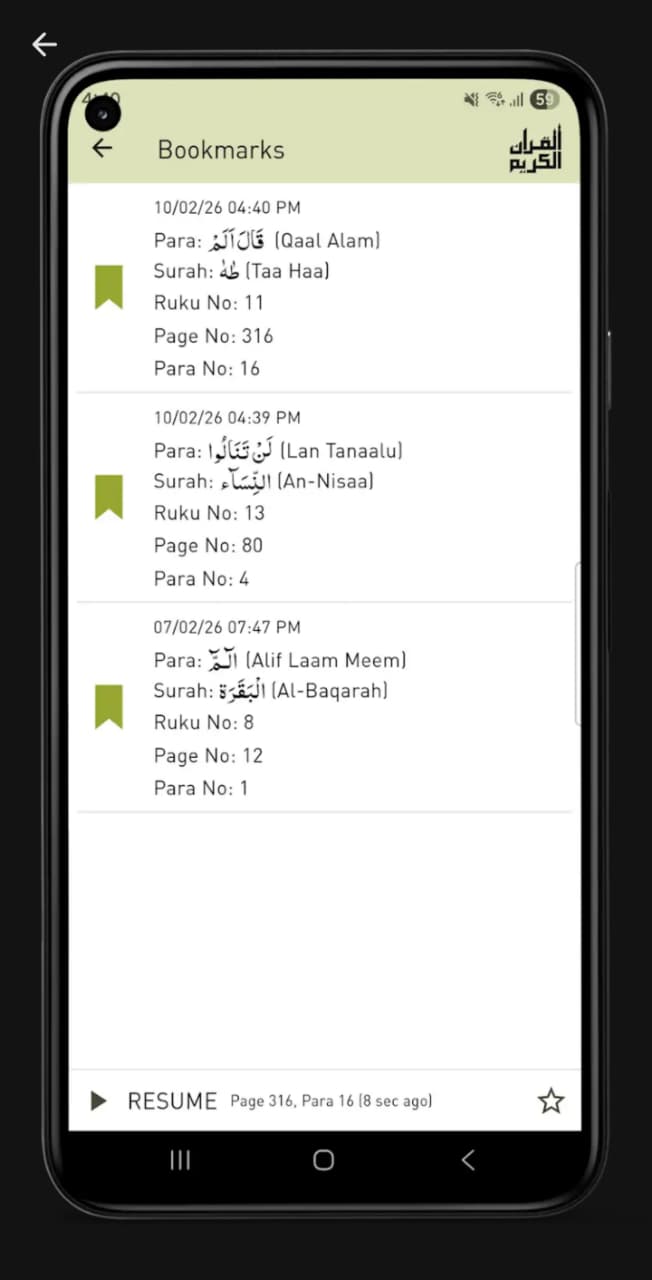 4:40
59
Bookmarks
القرآن
الكريم
10/02/26 04:40 PM
Para: قَالَ اَلَمْ (Qaal Alam)
Surah: طٰهٰ (Taa Haa)
Ruku No: 11
Page No: 316
Para No: 16
10/02/26 04:39 PM
Para: لَنْ تَنَالُوا (Lan Tanaalu)
Surah: النِّسَآء (An-Nisaa)
Ruku No: 13
Page No: 80
Para No: 4
07/02/26 07:47 PM
Para: الٓمّٓ (Alif Laam Meem)
Surah: الْبَقَرَة (Al-Baqarah)
Ruku No: 8
Page No: 12
Para No: 1
RESUME Page 316, Para 16 (8 sec ago)